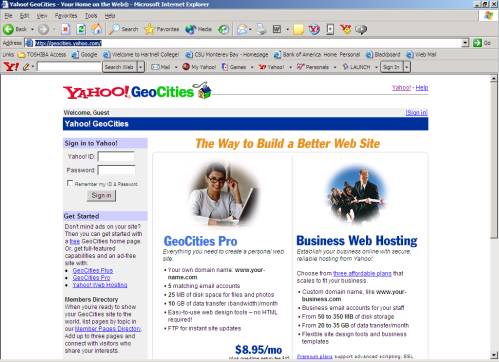 Yahoo! GeoCities - Your Home on the Web® - Microsoft Internet Explorer
File Edit View Favorites Tools Help
Back Search Favorites Media
Address http://geocities.yahoo.com/ Go
Links TOSHIBA Access Google Welcome to Hartnell College! CSU Monterey Bay - Homepage Bank of America Home Personal Blackboard Web Mail
Y! Search Web Mail My Yahoo! Games Yahoo! Personals LAUNCH Sign In
YAHOO! GeoCities
Yahoo! - Help
Welcome, Guest
[Sign in]
Yahoo! GeoCities
Sign in to Yahoo!
Yahoo! ID:
Password:
Remember my ID & Password
Sign in
Get Started
Don't mind ads on your site?
Then you can get started with
a free GeoCities home page.
Or, get full-featured
capabilities and an ad-free
site with:
• GeoCities Plus
• GeoCities Pro
• Yahoo! Web Hosting
Members Directory
When you're ready to show
your GeoCities site to the
world, list pages by topic in
our Member Pages Directory.
Add up to three pages and
connect with visitors that
share your interests.
The Way to Build a Better Web Site
GeoCities Pro
Everything you need to create a personal web
site.
• Your own domain name: www.your-
name.com
• 5 matching email accounts
• 25 MB of disk space for files and photos
• 10 GB of data transfer (bandwidth)/month
• Easy-to-use web design tools – no HTML
required!
• FTP for instant site updates
$8.95/mo
Business Web Hosting
Establish your business online with secure,
reliable hosting from Yahoo!.
Choose from three affordable plans that
scales to fit your business.
• Custom domain name, like www.your-
business.com
• Business email accounts for your staff
• From 50 to 350 MB of disk storage
• From 20 to 35 GB of data transfer/month
• Flexible site design tools and business
templates
Premium plans support advanced scripting, SSL